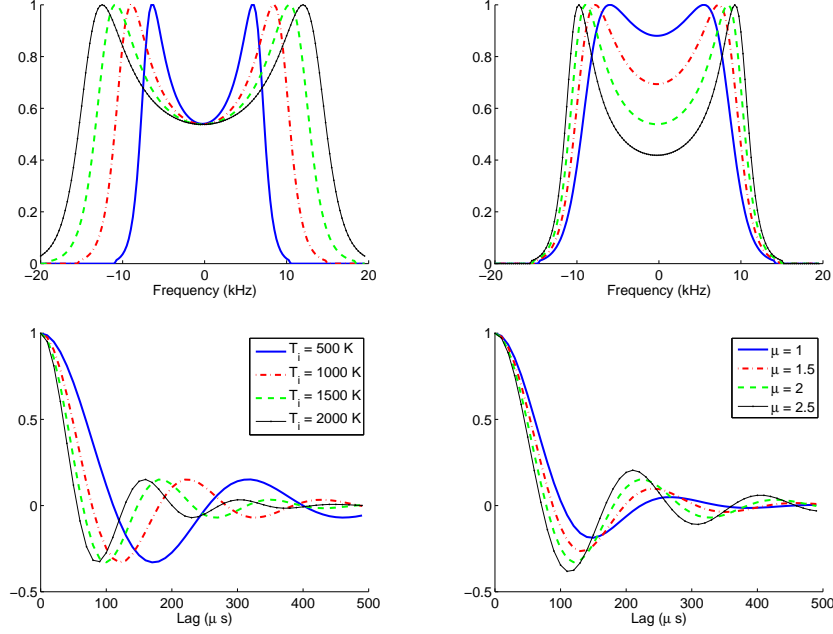 1
0.8
0.6
0.4
0.2
0
−20 −10 0 10 20
Frequency (kHz)
1
0.8
0.6
0.4
0.2
0
−20 −10 0 10 20
Frequency (kHz)
1
0.5
0
−0.5
0 100 200 300 400 500
Lag (μ s)
T_i = 500 K
T_i = 1000 K
T_i = 1500 K
T_i = 2000 K
1
0.5
0
−0.5
0 100 200 300 400 500
Lag (μ s)
μ = 1
μ = 1.5
μ = 2
μ = 2.5